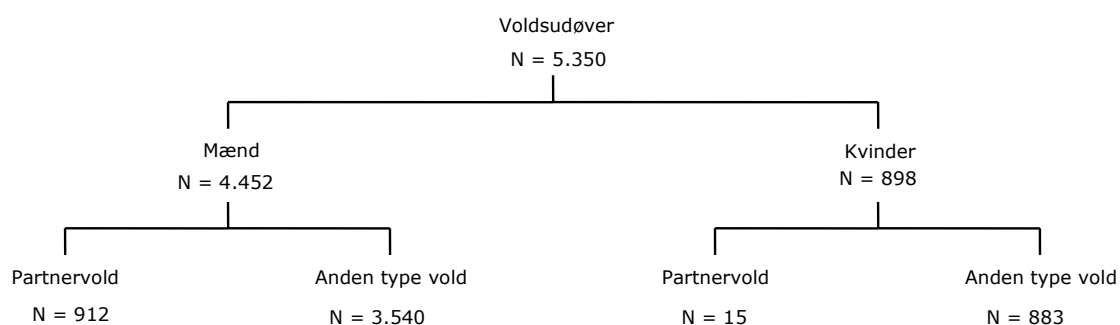 Voldsudøver
N = 5.350
Mænd
N = 4.452
Kvinder
N = 898
Partnervold
N = 912
Anden type vold
N = 3.540
Partnervold
N = 15
Anden type vold
N = 883